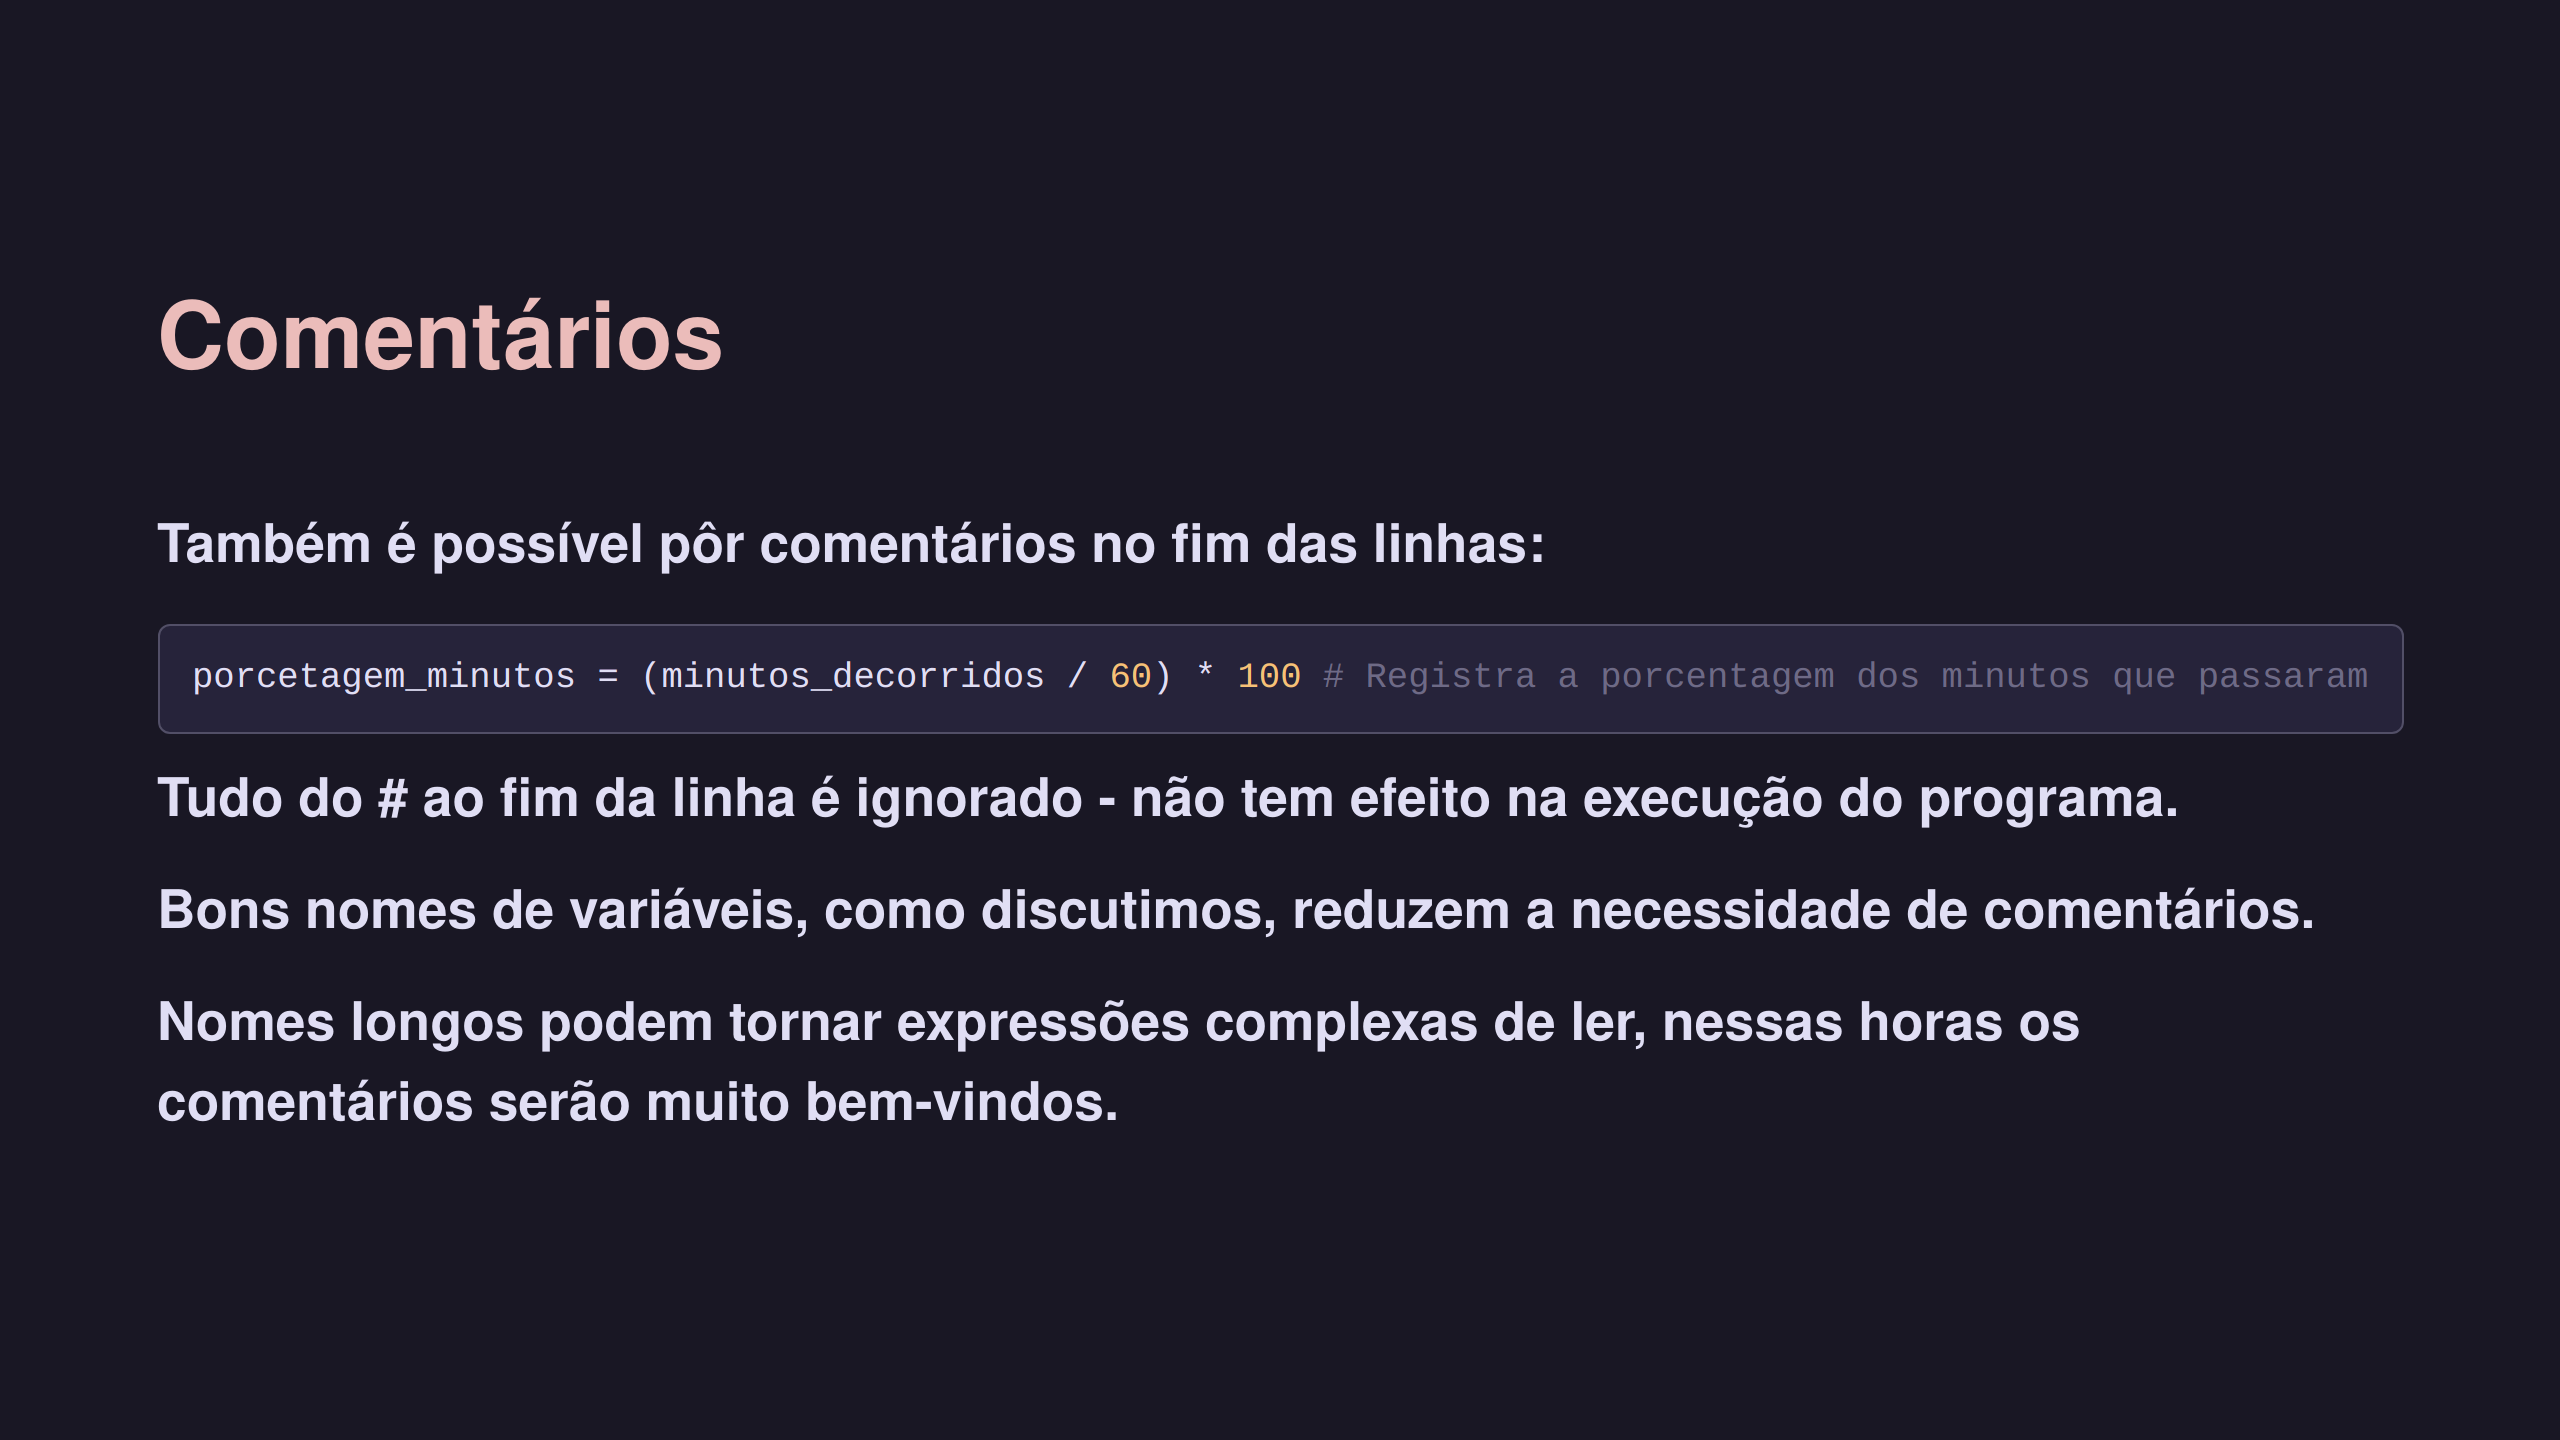 Comentários
Também é possível pôr comentários no fim das linhas:
porcetagem_minutos = (minutos_decorridos / 60) * 100 # Registra a porcentagem dos minutos que passaram
Tudo do # ao fim da linha é ignorado - não tem efeito na execução do programa.
Bons nomes de variáveis, como discutimos, reduzem a necessidade de comentários.
Nomes longos podem tornar expressões complexas de ler, nessas horas os
comentários serão muito bem-vindos.